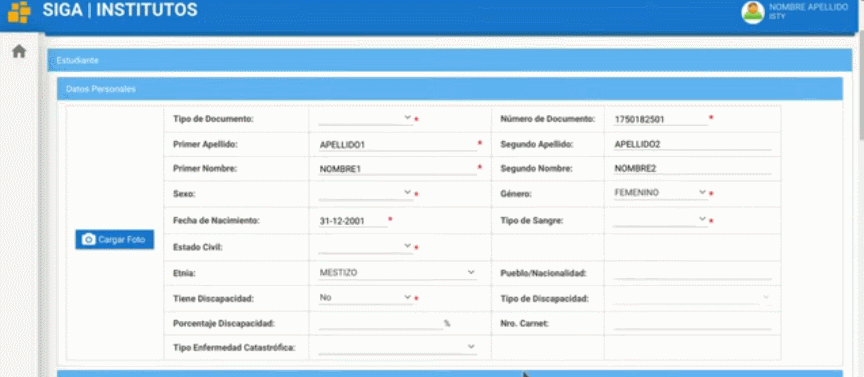 SIGA | INSTITUTOS
NOMBRE APELLIDO
ISTY
Estudiante
Datos Personales
Tipo de Documento: * Número de Documento: 1750182501 *
Primer Apellido: APELLIDO1 * Segundo Apellido: APELLIDO2
Primer Nombre: NOMBRE1 * Segundo Nombre: NOMBRE2
Sexo: * Género: FEMENINO *
Fecha de Nacimiento: 31-12-2001 * Tipo de Sangre: *
Cargar Foto
Estado Civil: *
Etnia: MESTIZO Pueblo/Nacionalidad:
Tiene Discapacidad: No * Tipo de Discapacidad:
Porcentaje Discapacidad: % Nro. Carnet:
Tipo Enfermedad Catastrófica: